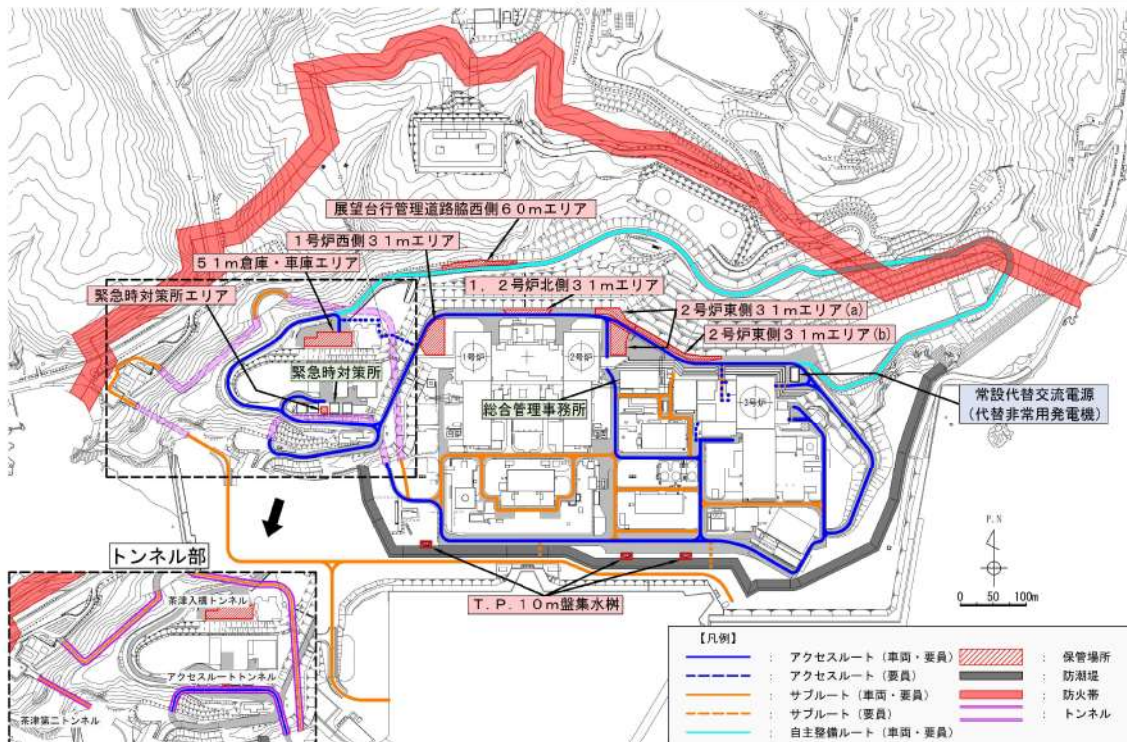 展望台行管理道路脇西側60mエリア
1号炉西側31mエリア
51m倉庫・車庫エリア
緊急時対策所エリア
1,2号炉北側31mエリア
2号炉東側31mエリア(a)
2号炉東側31mエリア(b)
1号炉
2号炉
3号炉
緊急時対策所
総合管理事務所
常設代替交流電源
(代替非常用発電機)
トンネル部
茶津入構トンネル
アクセスルートトンネル
茶津第二トンネル
T.P.10m盤集水桝
P.N
0 50 100m
【凡例】
: アクセスルート(車両・要員)
: アクセスルート(要員)
: サブルート(車両・要員)
: サブルート(要員)
: 自主整備ルート(車両・要員)
: 保管場所
: 防潮堤
: 防火帯
: トンネル